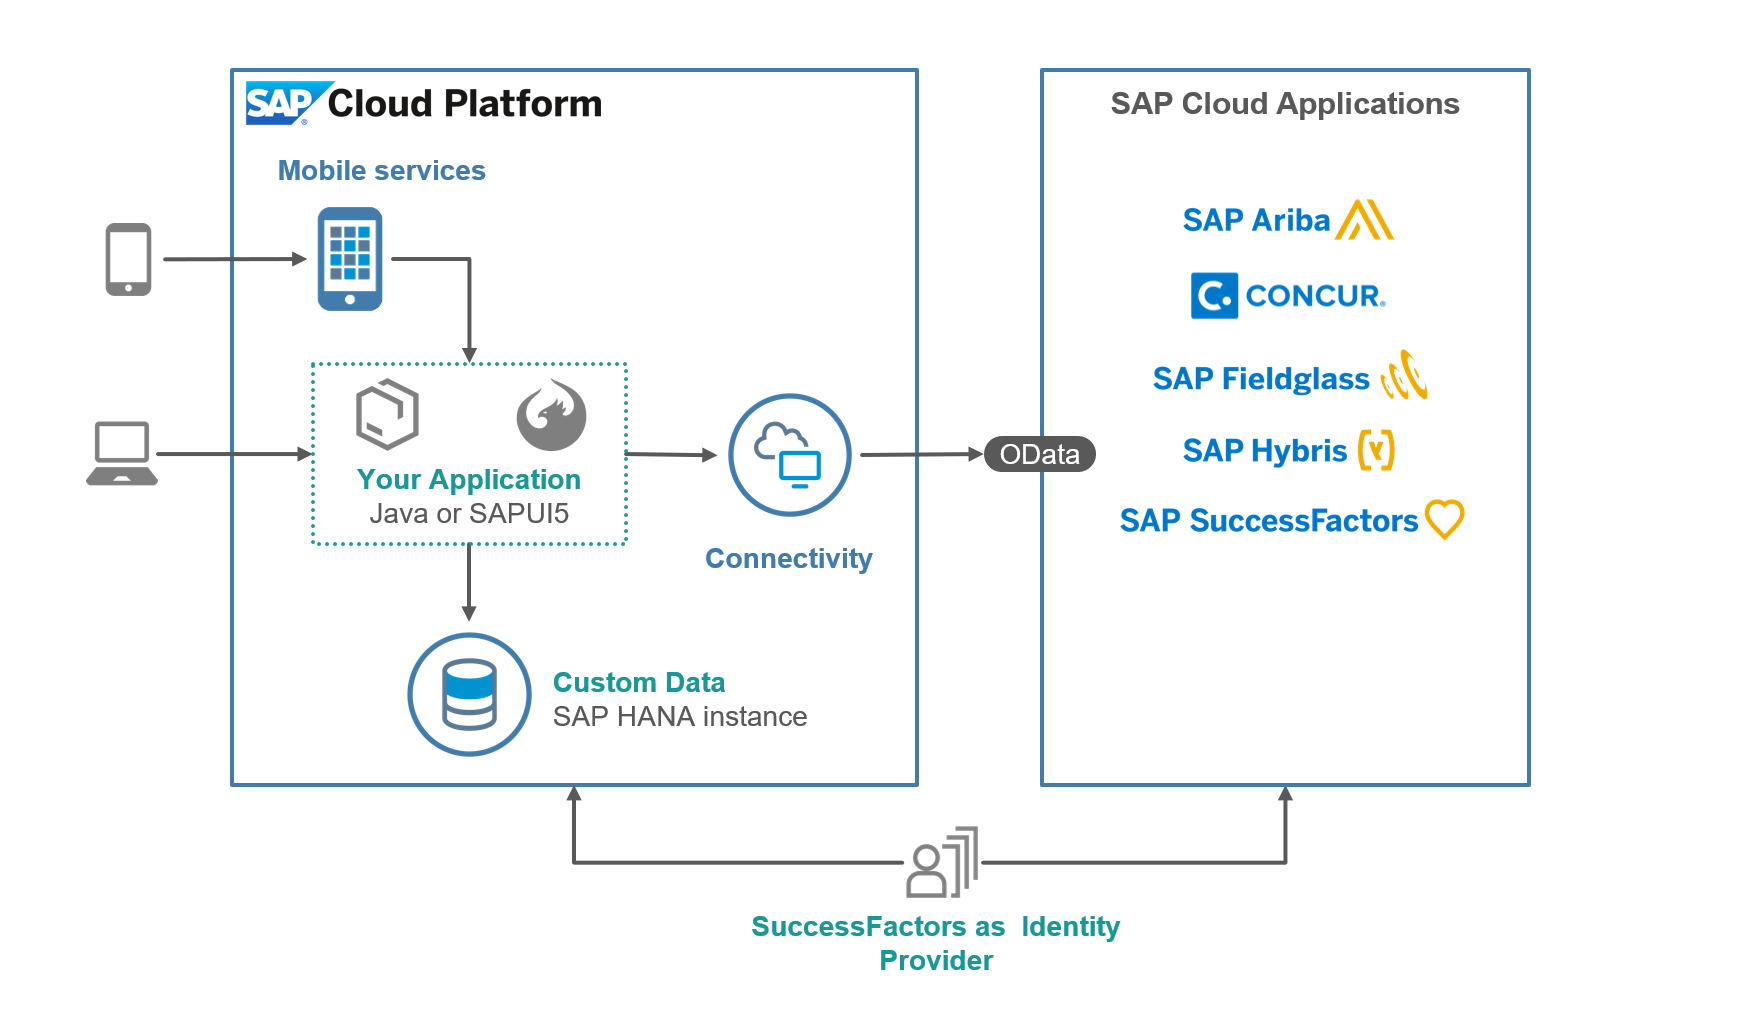 SAP® Cloud Platform
SAP Cloud Applications
Mobile services
SAP Ariba
C. CONCUR®
SAP Fieldglass
SAP Hybris
OData
Your Application
Java or SAPUI5
SAP SuccessFactors
Connectivity
Custom Data
SAP HANA instance
SuccessFactors as  Identity
Provider